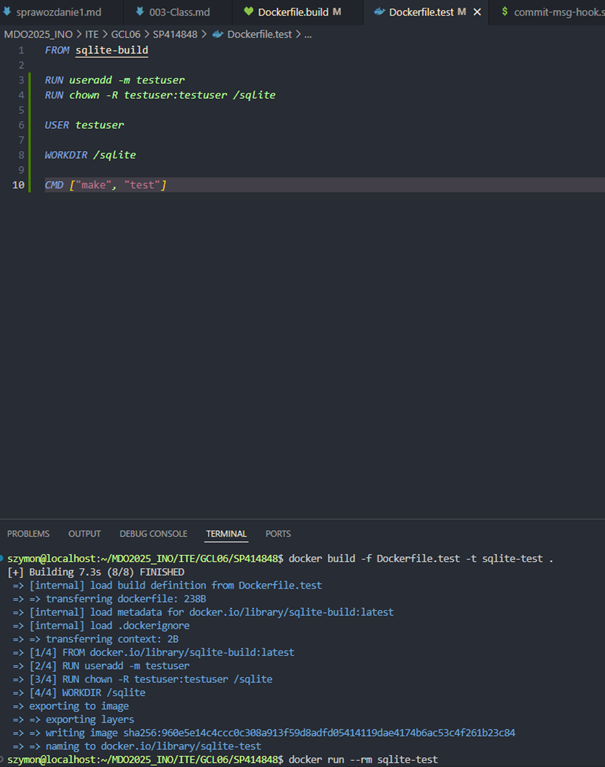 sprawozdanie1.md 003-Class.md Dockerfile.build M Dockerfile.test M $ commit-msg-hook.s
MDO2025_INO > ITE > GCL06 > SP414848 > Dockerfile.test > ...
1 FROM sqlite-build
2
3 RUN useradd -m testuser
4 RUN chown -R testuser:testuser /sqlite
5
6 USER testuser
7
8 WORKDIR /sqlite
9
10 CMD ["make", "test"]
PROBLEMS OUTPUT DEBUG CONSOLE TERMINAL PORTS
szymon@localhost:~/MDO2025_INO/ITE/GCL06/SP414848$ docker build -f Dockerfile.test -t sqlite-test .
[+] Building 7.3s (8/8) FINISHED
=> [internal] load build definition from Dockerfile.test
=> => transferring dockerfile: 238B
=> [internal] load metadata for docker.io/library/sqlite-build:latest
=> [internal] load .dockerignore
=> => transferring context: 2B
=> [1/4] FROM docker.io/library/sqlite-build:latest
=> [2/4] RUN useradd -m testuser
=> [3/4] RUN chown -R testuser:testuser /sqlite
=> [4/4] WORKDIR /sqlite
=> exporting to image
=> => exporting layers
=> => writing image sha256:960e5e14c4ccc0c308a913f59d8adfd05414119dae4174b6ac53c4f261b23c84
=> => naming to docker.io/library/sqlite-test
szymon@localhost:~/MDO2025_INO/ITE/GCL06/SP414848$ docker run --rm sqlite-test